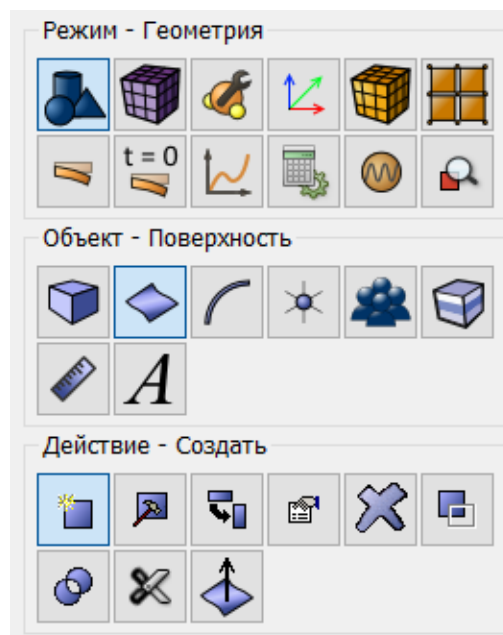 Режим - Геометрия
t = 0
Объект - Поверхность
A
Действие - Создать